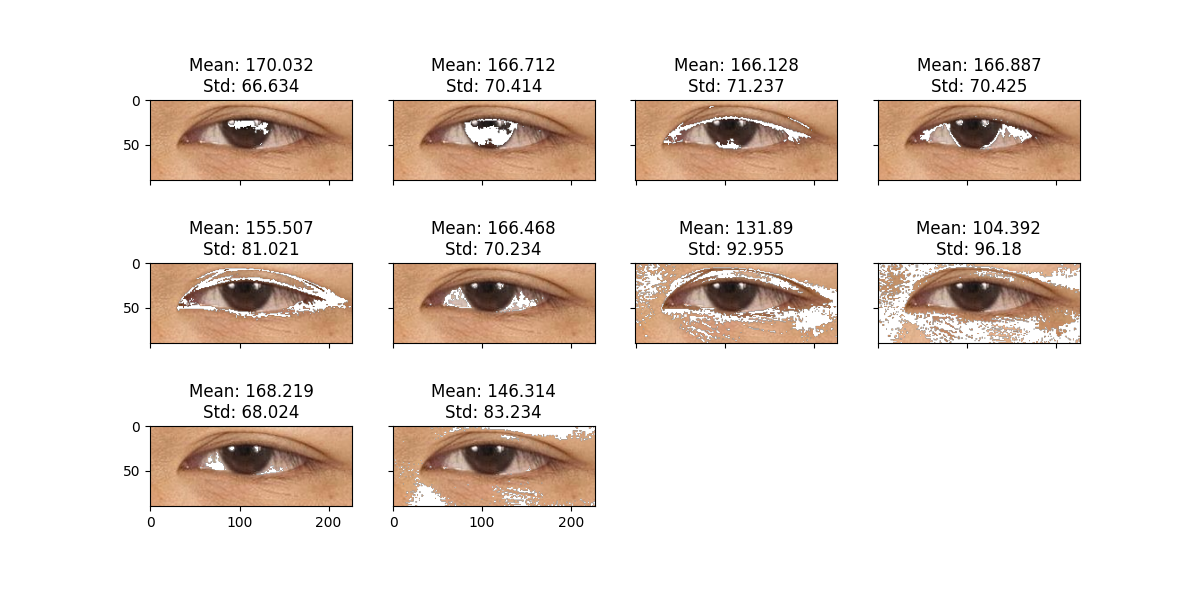 Mean: 170.032
Std: 66.634
Mean: 166.712
Std: 70.414
Mean: 166.128
Std: 71.237
Mean: 166.887
Std: 70.425
0
50
Mean: 155.507
Std: 81.021
Mean: 166.468
Std: 70.234
Mean: 131.89
Std: 92.955
Mean: 104.392
Std: 96.18
0
50
Mean: 168.219
Std: 68.024
Mean: 146.314
Std: 83.234
0
50
0 100 200
0 100 200